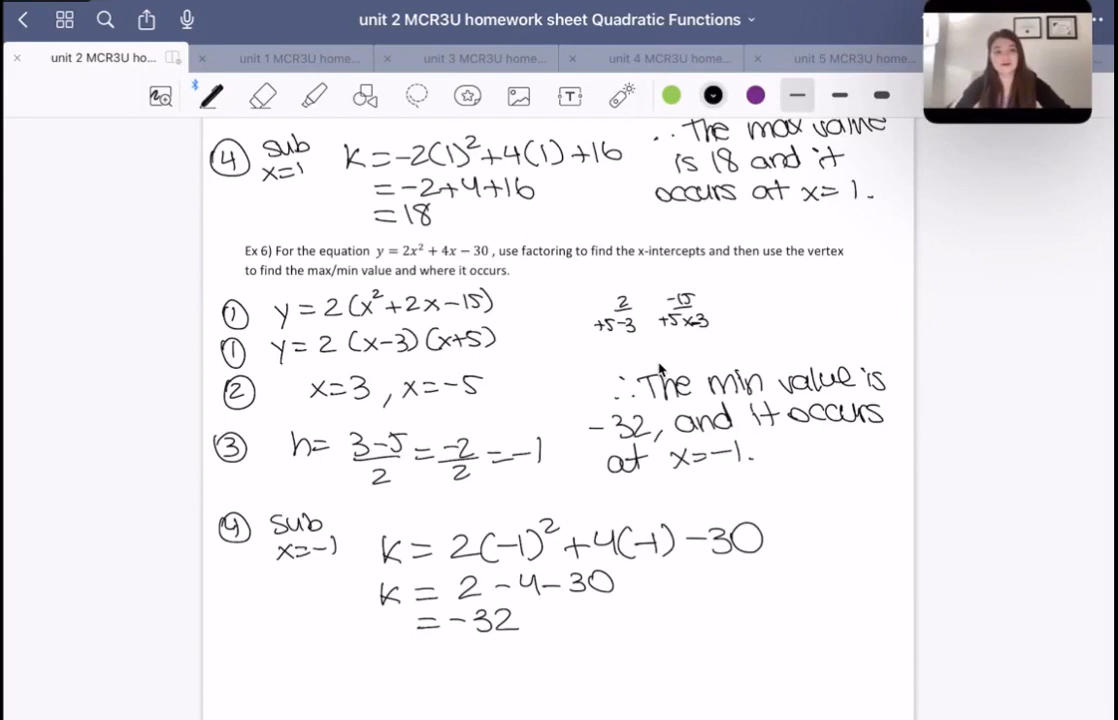 unit 2 MCR3U homework sheet Quadratic Functions
unit 2 MCR3U ho...
unit 1 MCR3U home...
unit 3 MCR3U home...
unit 4 MCR3U home...
unit 5 MCR3U home...
④ sub x=1 K=-2(1)²+4(1)+16
=-2+4+16
=18
∴ The max value
is 18 and it
occurs at x=1.
Ex 6) For the equation y = 2x² + 4x − 30 , use factoring to find the x-intercepts and then use the vertex
to find the max/min value and where it occurs.
① y=2(x²+2x-15)
① y=2(x-3)(x+5)
② x=3, x=-5
③ h= 3-5/2 = -2/2 = -1
2 -15
+5-3 +5x-3
∴ The min value is
-32, and it occurs
at x=-1.
④ sub x=-1 K=2(-1)²+4(-1)-30
K=2-4-30
=-32